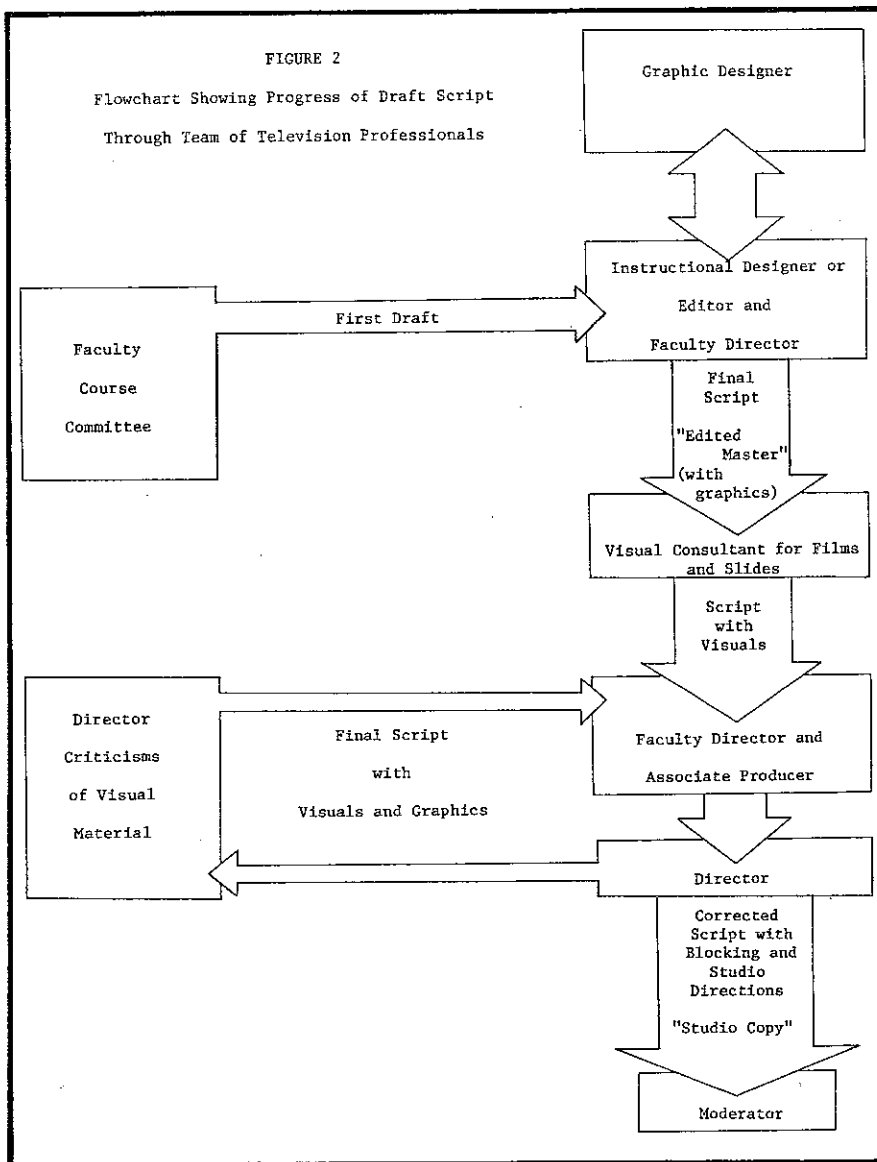 FIGURE 2
Flowchart Showing Progress of Draft Script
Through Team of Television Professionals
Graphic Designer
Instructional Designer or
Editor and
Faculty Director
First Draft
Faculty
Course
Committee
Final
Script
"Edited
Master"
(with
graphics)
Visual Consultant for Films
and Slides
Script
with
Visuals
Director
Criticisms
of Visual
Material
Final Script
with
Visuals and Graphics
Faculty Director and
Associate Producer
Director
Corrected
Script with
Blocking and
Studio
Directions
"Studio Copy"
Moderator